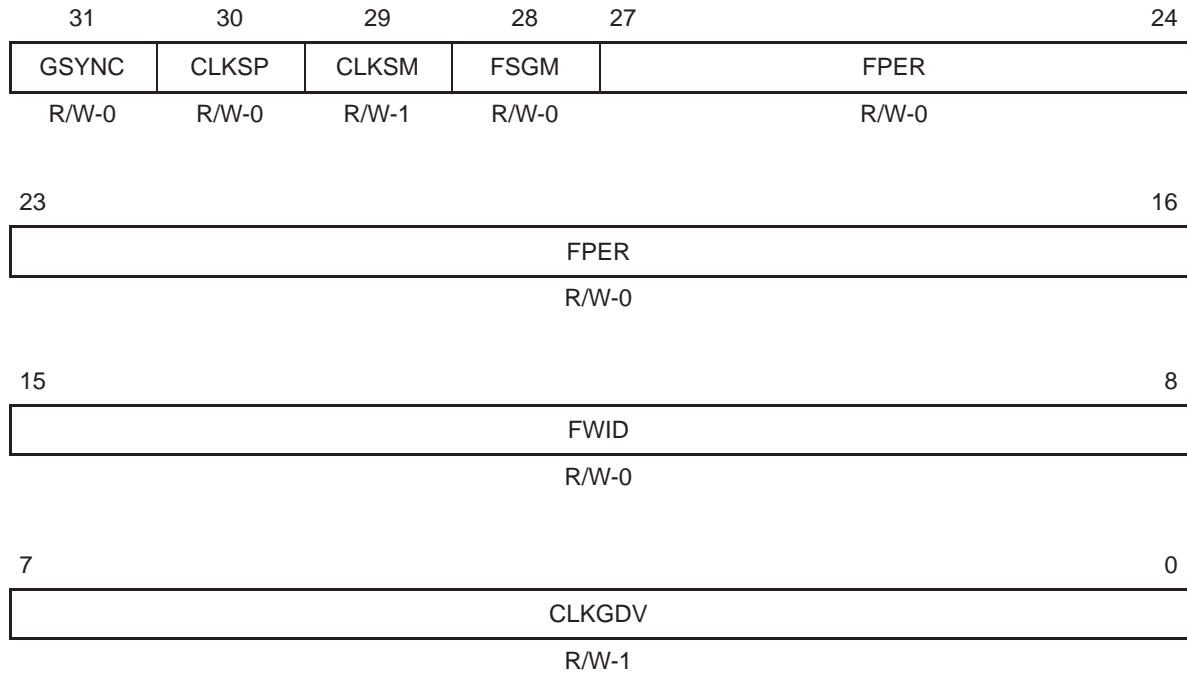 31 30 29 28 27 24
GSYNC CLKSP CLKSM FSGM FPER
R/W-0 R/W-0 R/W-1 R/W-0 R/W-0
23 16
FPER
R/W-0
15 8
FWID
R/W-0
7 0
CLKGDV
R/W-1